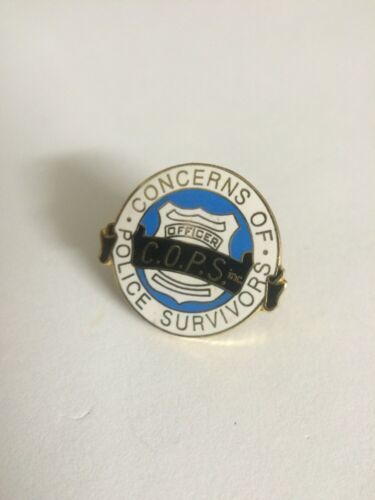 · CONCERNS OF ·
OFFICER
C.O.P.S. inc
POLICE SURVIVORS